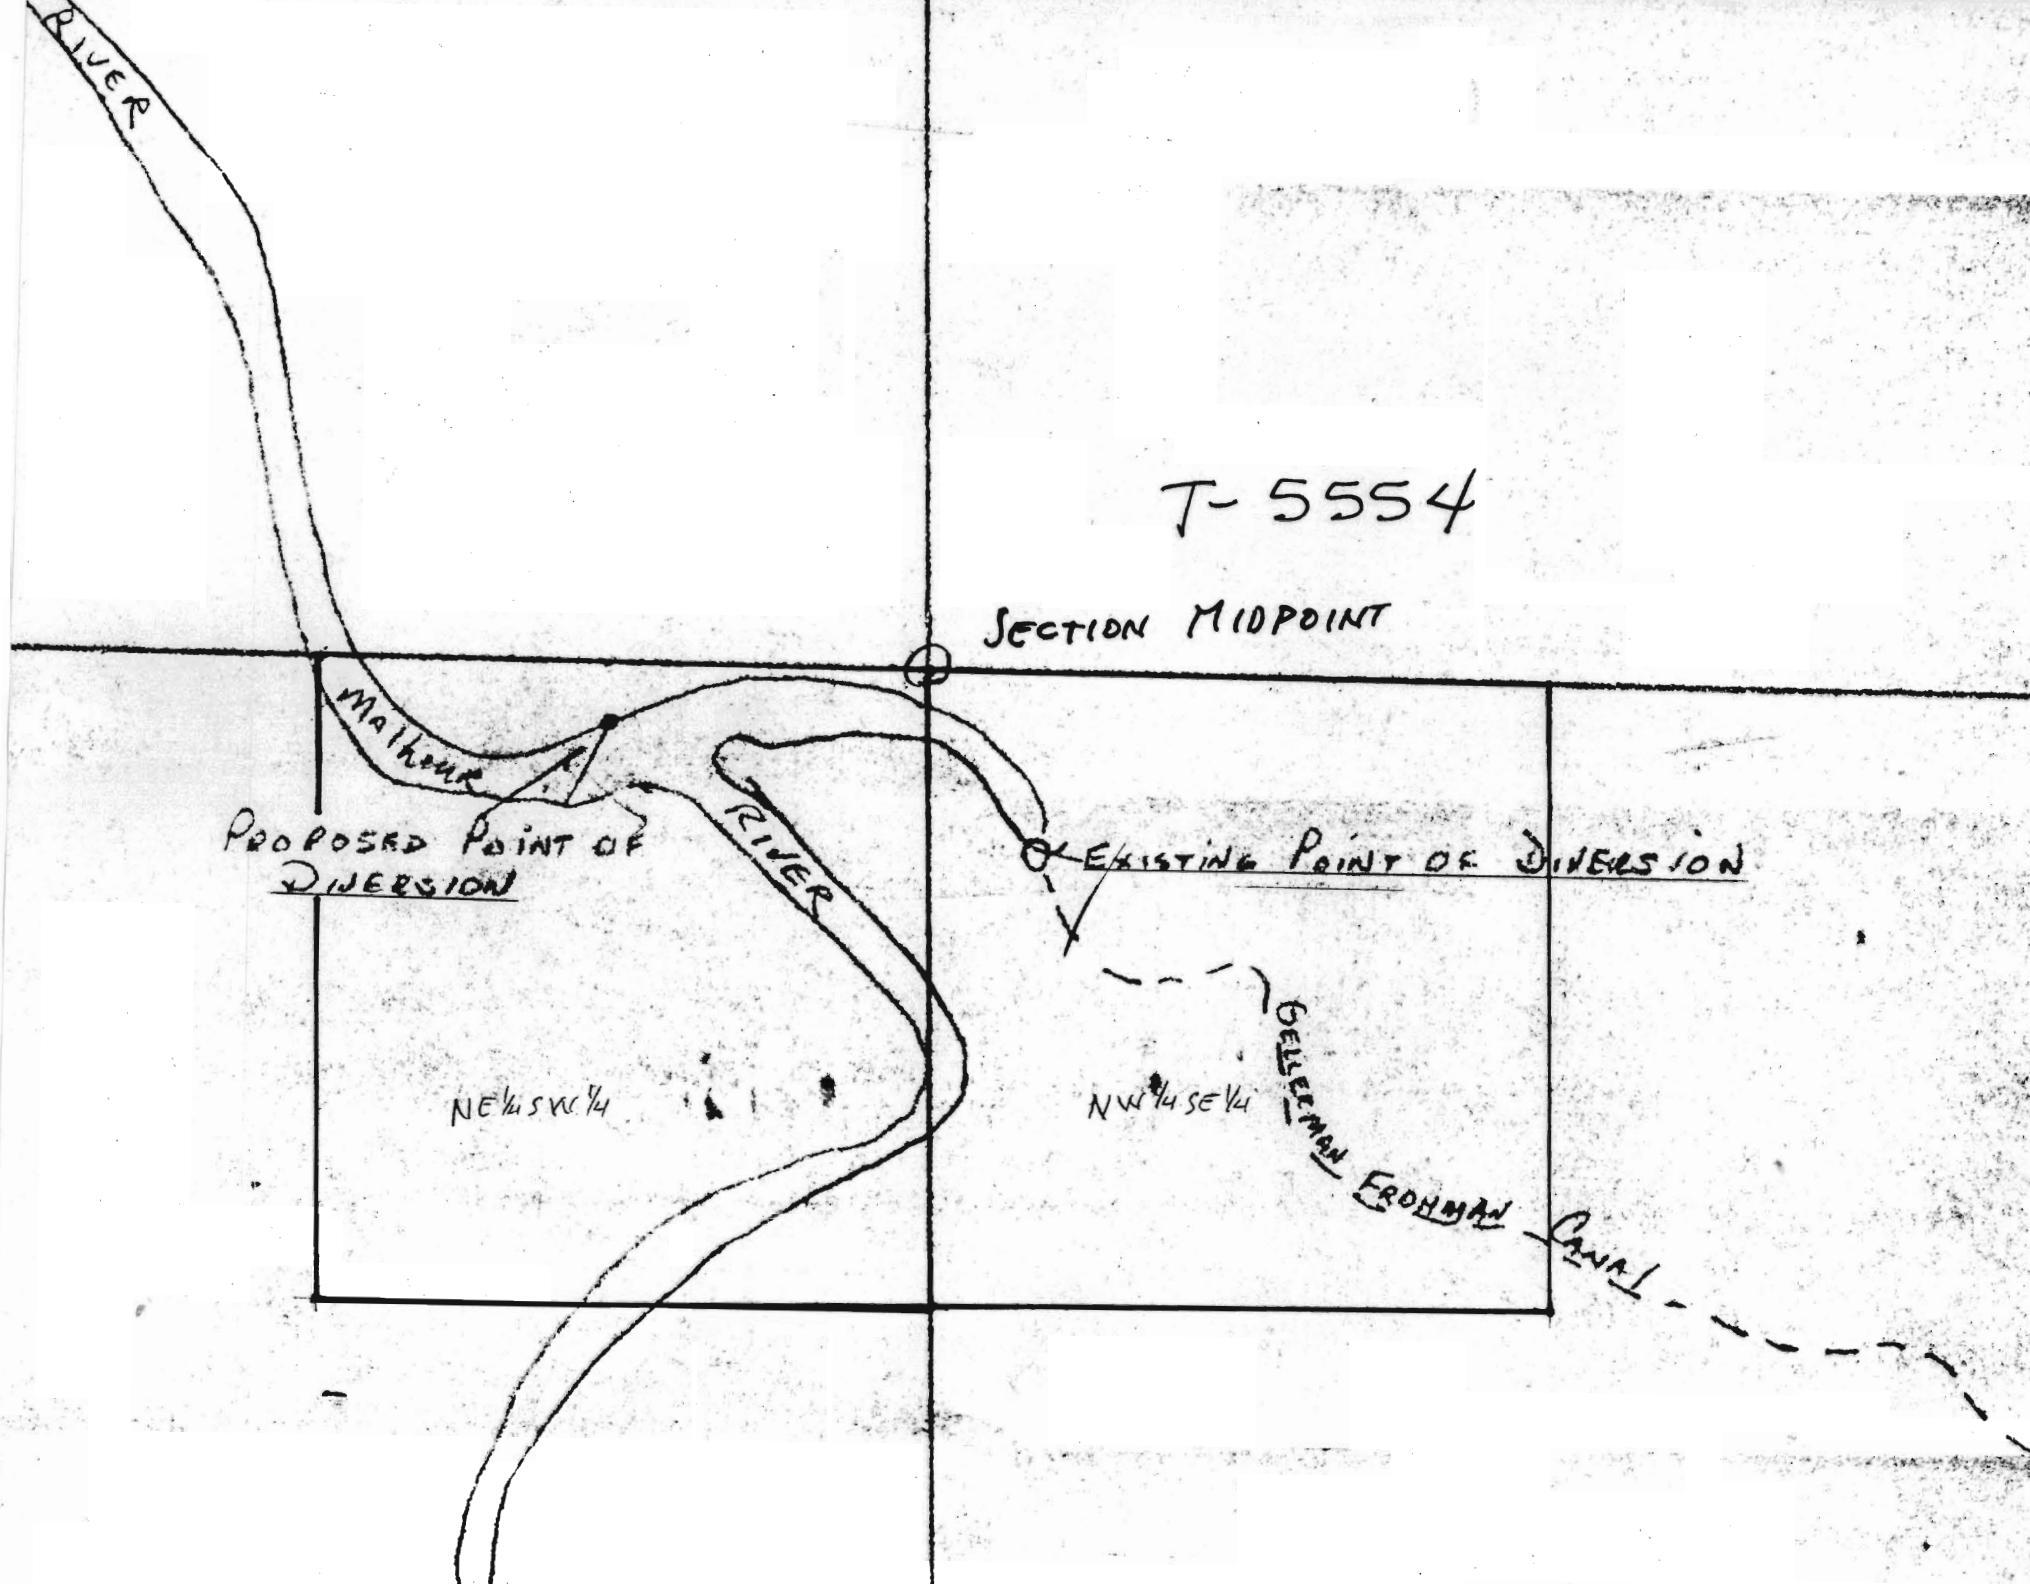 RIVER
T-5554
SECTION MIDPOINT
Malheur
RIVER
PROPOSED POINT OF
DIVERSION
EXISTING POINT OF DIVERSION
NE¼SW¼
NW¼SE¼
GELLERMAN FROHMAN CANAL